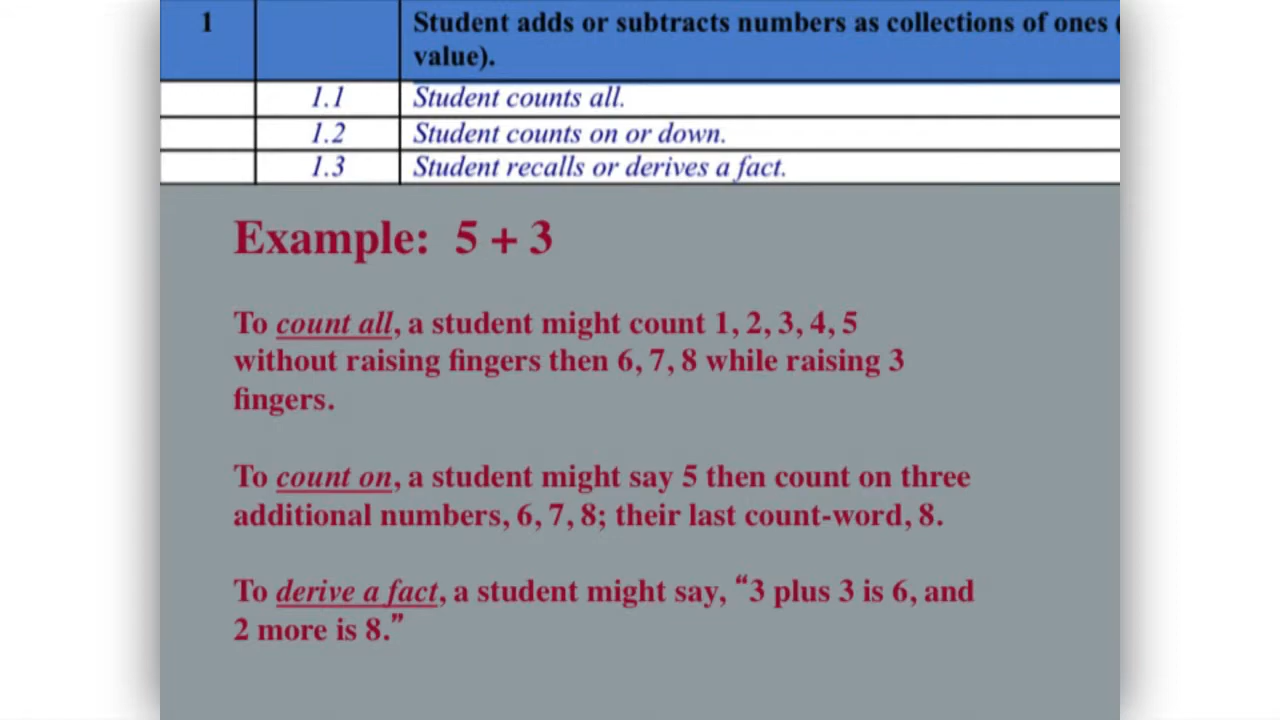 1 Student adds or subtracts numbers as collections of ones (
value).
1.1 Student counts all.
1.2 Student counts on or down.
1.3 Student recalls or derives a fact.
Example: 5 + 3
To count all, a student might count 1, 2, 3, 4, 5
without raising fingers then 6, 7, 8 while raising 3
fingers.
To count on, a student might say 5 then count on three
additional numbers, 6, 7, 8; their last count-word, 8.
To derive a fact, a student might say, “3 plus 3 is 6, and
2 more is 8.”